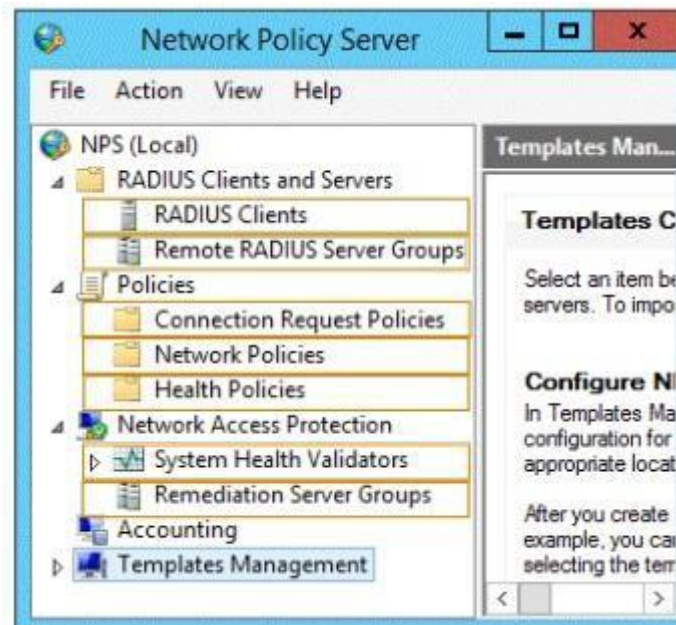 Network Policy Server
File Action View Help
NPS (Local)
RADIUS Clients and Servers
RADIUS Clients
Remote RADIUS Server Groups
Policies
Connection Request Policies
Network Policies
Health Policies
Network Access Protection
System Health Validators
Remediation Server Groups
Accounting
Templates Management
Templates Man...
Templates C
Select an item be
servers. To impo
Configure N
In Templates Ma
configuration for
appropriate locat
After you create
example, you ca
selecting the tem